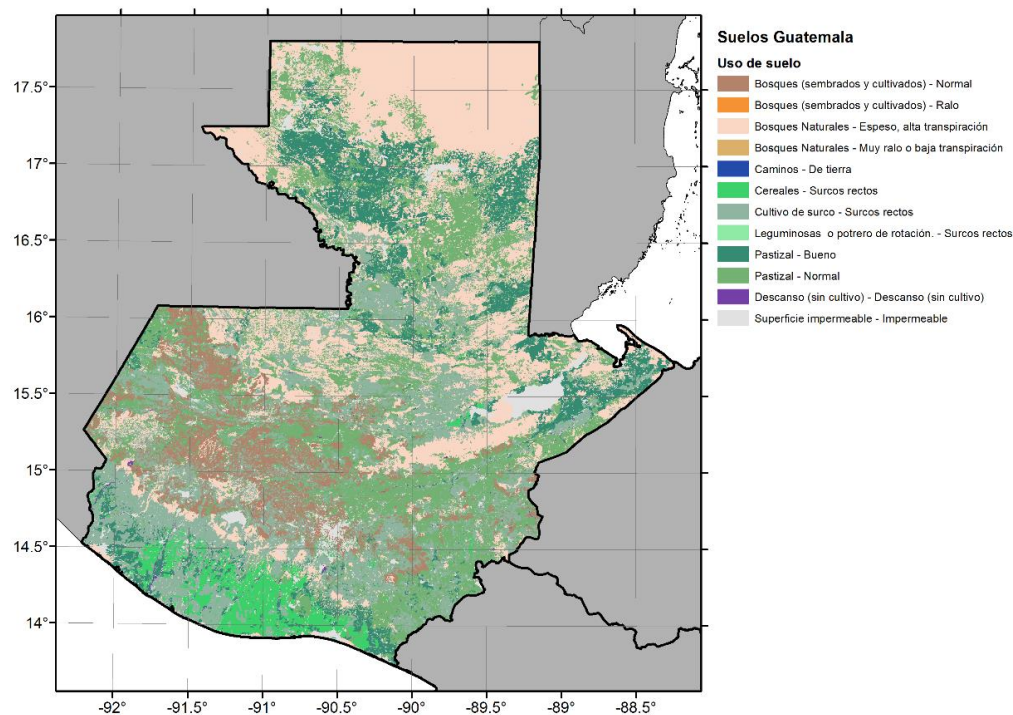 Suelos Guatemala
Uso de suelo
Bosques (sembrados y cultivados) - Normal
Bosques (sembrados y cultivados) - Ralo
Bosques Naturales - Espeso, alta transpiración
Bosques Naturales - Muy ralo o baja transpiración
Caminos - De tierra
Cereales - Surcos rectos
Cultivo de surco - Surcos rectos
Leguminosas o potrero de rotación. - Surcos rectos
Pastizal - Bueno
Pastizal - Normal
Descanso (sin cultivo) - Descanso (sin cultivo)
Superficie impermeable - Impermeable
17.5°
17°
16.5°
16°
15.5°
15°
14.5°
14°
-92 -91.5° -91° -90.5° -90° -89.5° -89° -88.5°